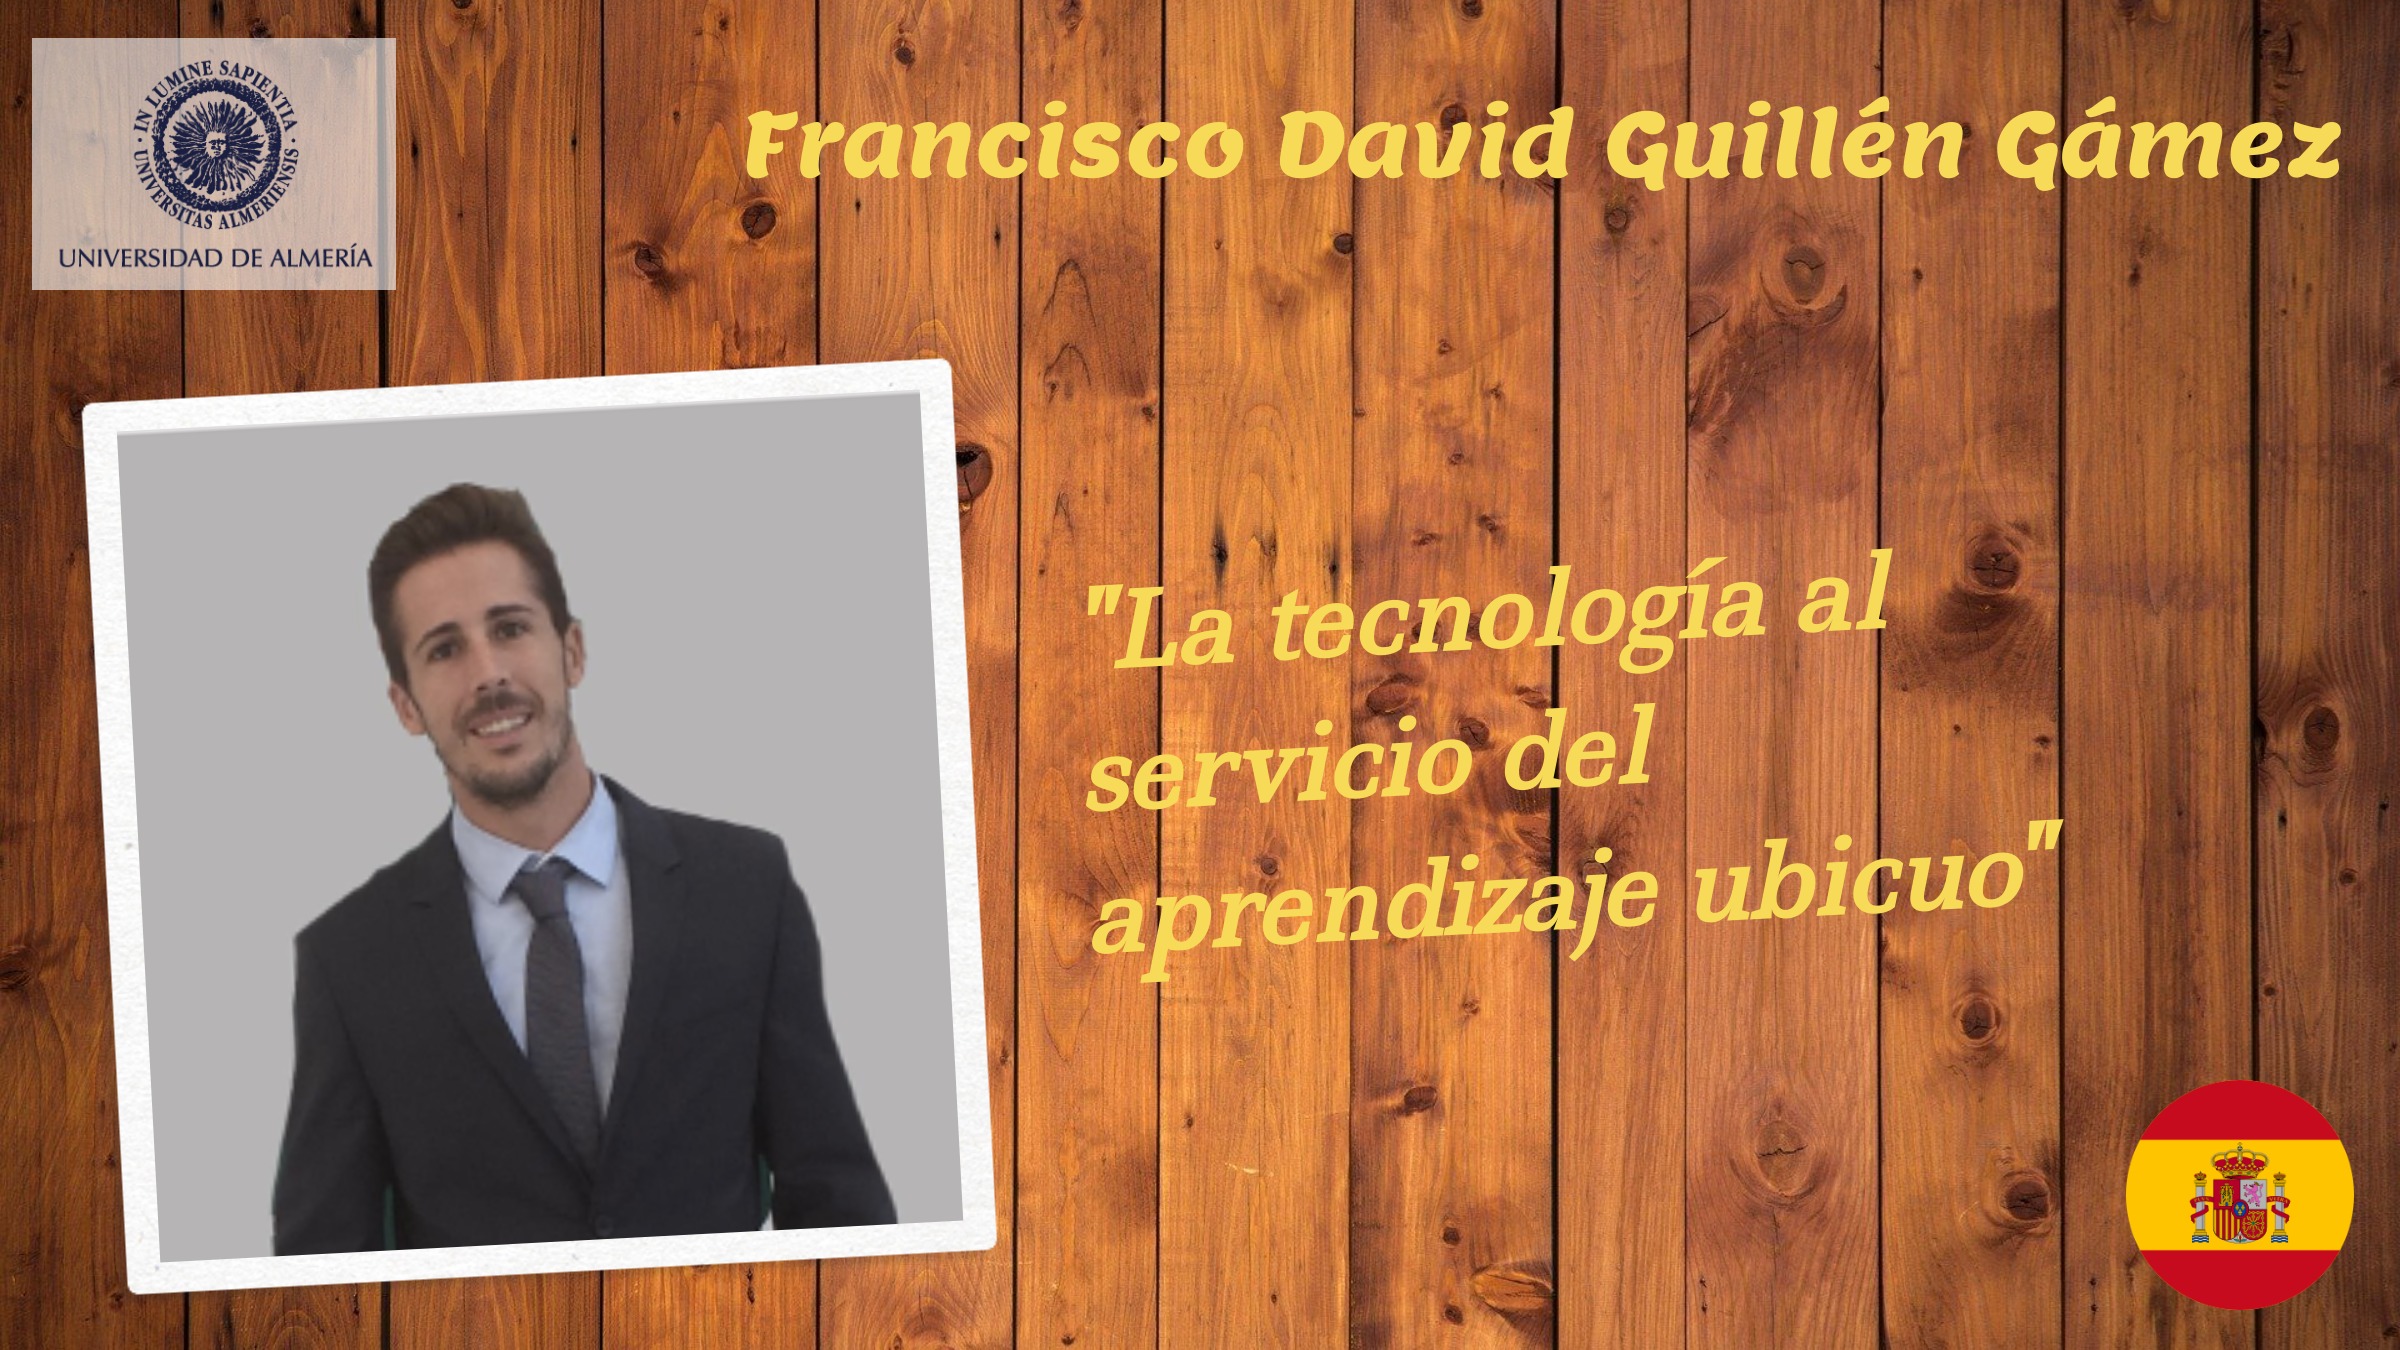 IN LUMINE SAPIENTIA
UNIVERSITAS ALMERIENSIS
UNIVERSIDAD DE ALMERÍA
Francisco David Guillén Gámez
"La tecnología al
servicio del
aprendizaje ubicuo"